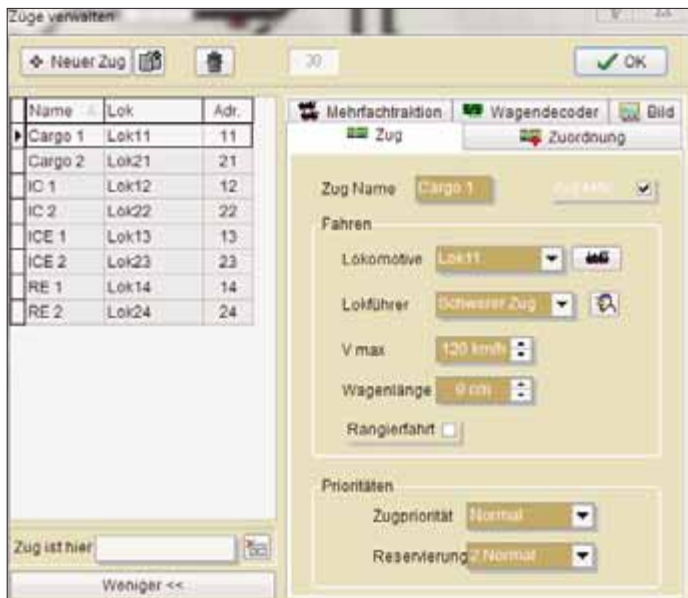 Züge verwalten
Neuer Zug
30
OK
Name Lok Adr.
Cargo 1 Lok11 11
Cargo 2 Lok21 21
IC 1 Lok12 12
IC 2 Lok22 22
ICE 1 Lok13 13
ICE 2 Lok23 23
RE 1 Lok14 14
RE 2 Lok24 24
Zug ist hier
Weniger <<
Mehrfachtraktion Wagendecoder Bild
Zug Zuordnung
Zug Name Cargo 1
Fahren
Lokomotive Lok11
Lokführer Schwerer Zug
V max 120 km/h
Wagenlänge 0 cm
Rangierfahrt
Prioritäten
Zugpriorität Normal
Reservierung Normal